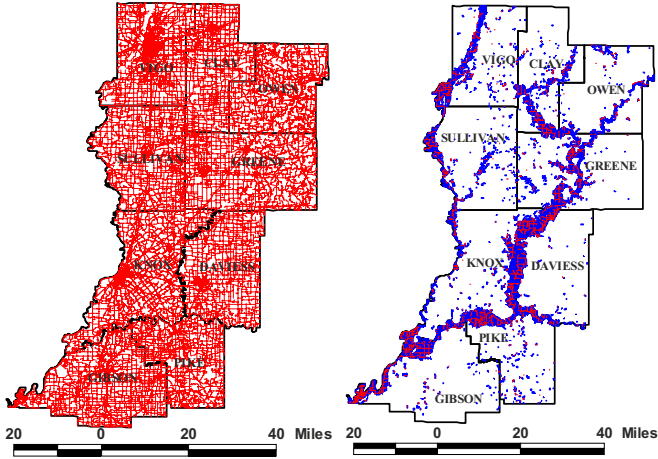 VIGO
CLAY
OWEN
SULLIVAN
GREENE
KNOX
DAVIESS
PIKE
GIBSON
20 0 20 40 Miles
VIGO
CLAY
OWEN
SULLIVAN
GREENE
KNOX
DAVIESS
PIKE
GIBSON
20 0 20 40 Miles